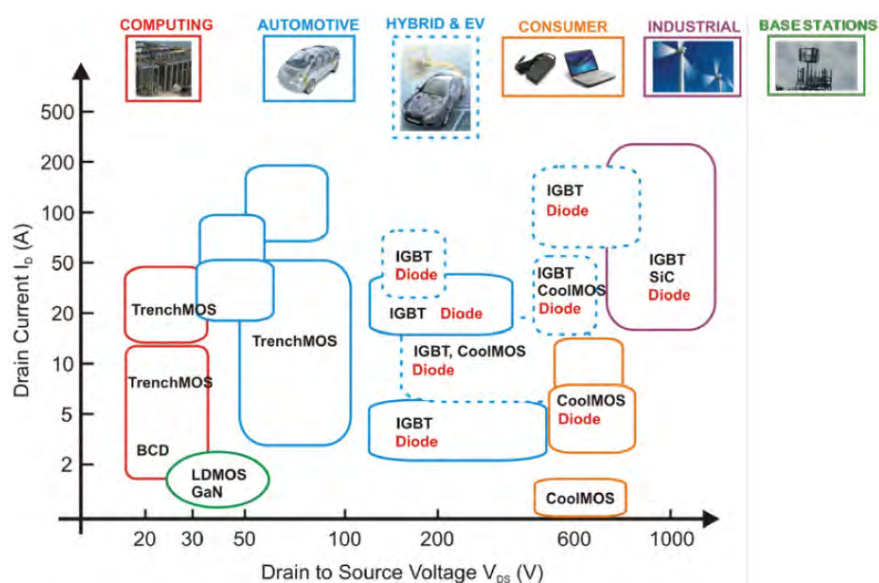 COMPUTING
AUTOMOTIVE
HYBRID & EV
CONSUMER
INDUSTRIAL
BASE STATIONS
Drain Current I_D (A)
500
200
100
50
20
10
5
2
TrenchMOS
TrenchMOS
BCD
LDMOS
GaN
TrenchMOS
IGBT
Diode
IGBT Diode
IGBT, CoolMOS
Diode
IGBT
Diode
IGBT
Diode
IGBT
CoolMOS
Diode
IGBT
SiC
Diode
CoolMOS
Diode
CoolMOS
20 30 50 100 200 600 1000
Drain to Source Voltage V_DS (V)